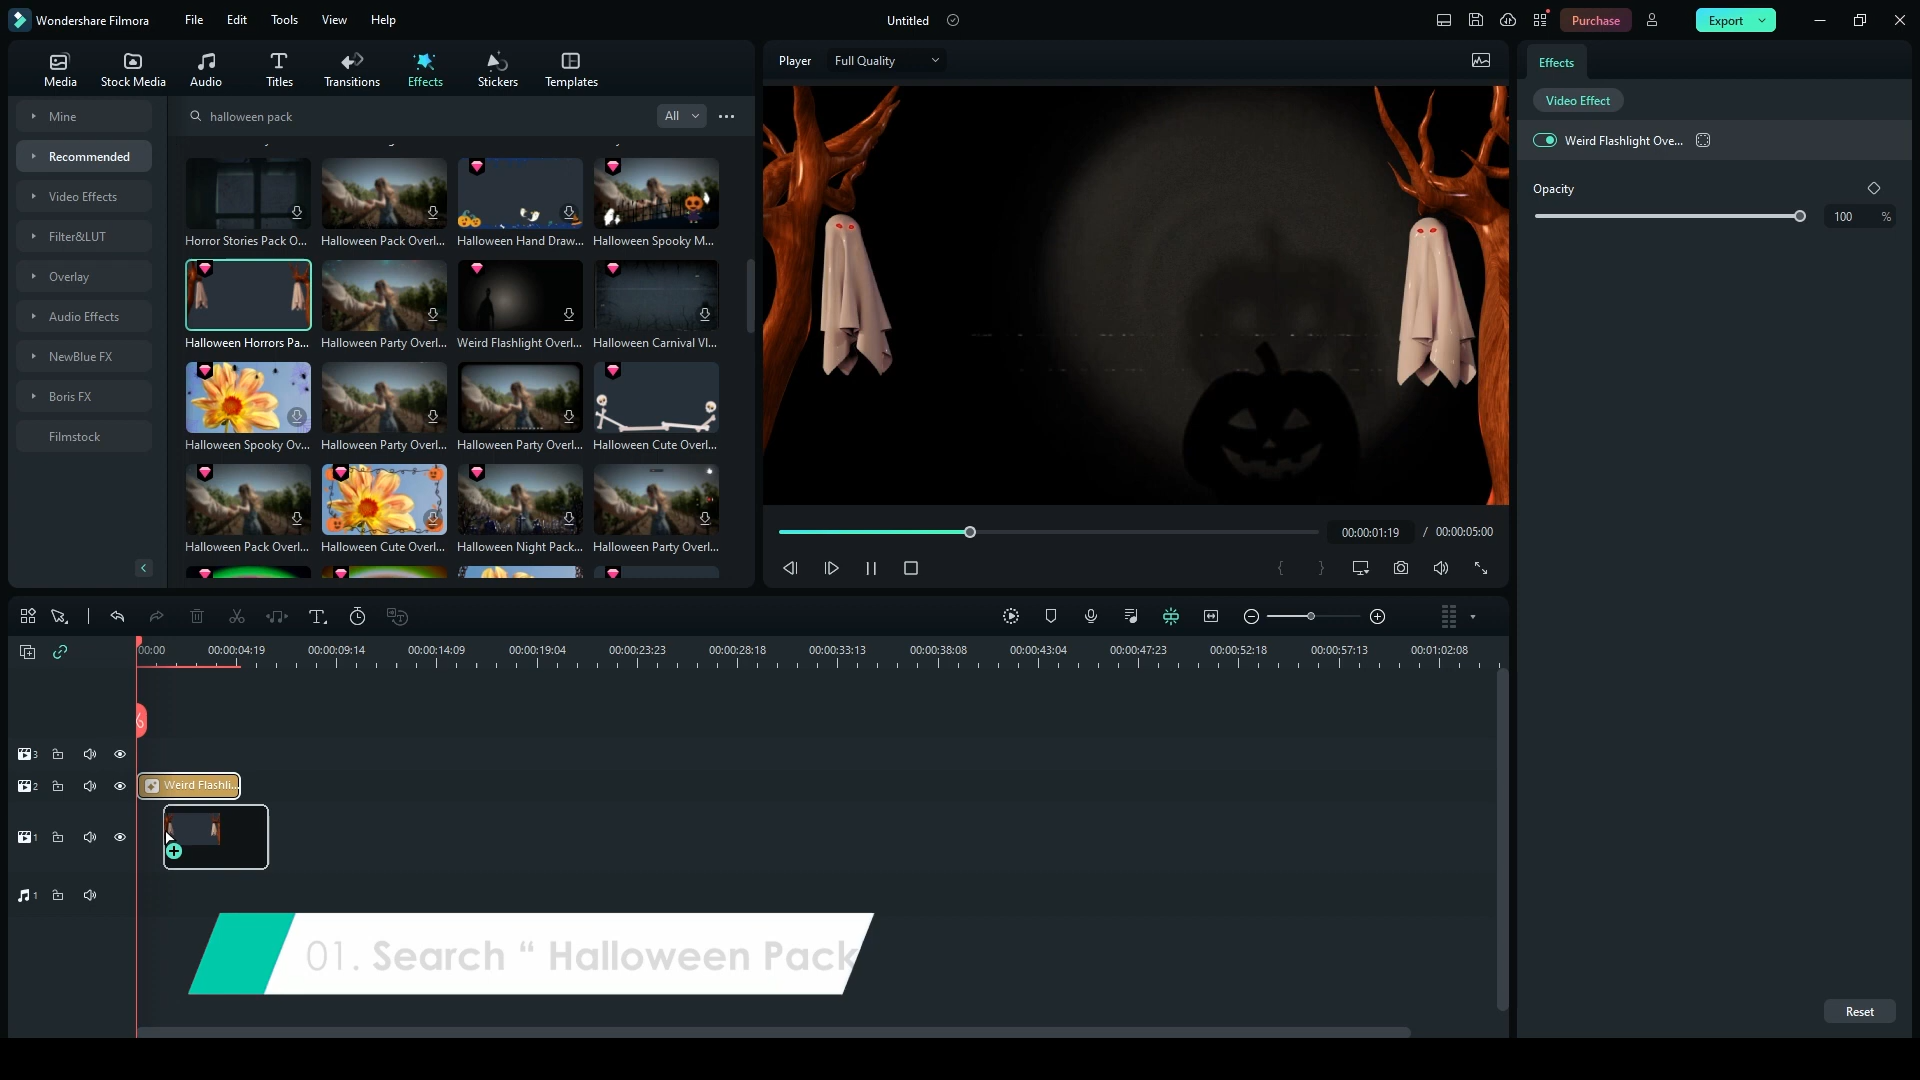 Wondershare Filmora
File
Edit
Tools
View
Help
Untitled
Purchase
Export
Media
Stock Media
Audio
Titles
Transitions
Effects
Stickers
Templates
Player
Full Quality
Effects
Video Effect
Mine
Recommended
Video Effects
Filter&LUT
Overlay
Audio Effects
NewBlue FX
Boris FX
Filmstock
halloween pack
All
Horror Stories Pack O...
Halloween Pack Overl...
Halloween Hand Draw...
Halloween Spooky M...
Halloween Horrors Pa...
Halloween Party Overl...
Weird Flashlight Overl...
Halloween Carnival Vl...
Halloween Spooky Ov...
Halloween Party Overl...
Halloween Party Overl...
Halloween Cute Overl...
Halloween Pack Overl...
Halloween Cute Overl...
Halloween Night Pack...
Halloween Party Overl...
Weird Flashlight Ove...
Opacity
100 %
00:00:01:19 / 00:00:05:00
00:00
00:00:04:19
00:00:09:14
00:00:14:09
00:00:19:04
00:00:23:23
00:00:28:18
00:00:33:13
00:00:38:08
00:00:43:04
00:00:47:23
00:00:52:18
00:00:57:13
00:01:02:08
3
2
Weird Flashli...
1
1
01. Search “ Halloween Pack
Reset